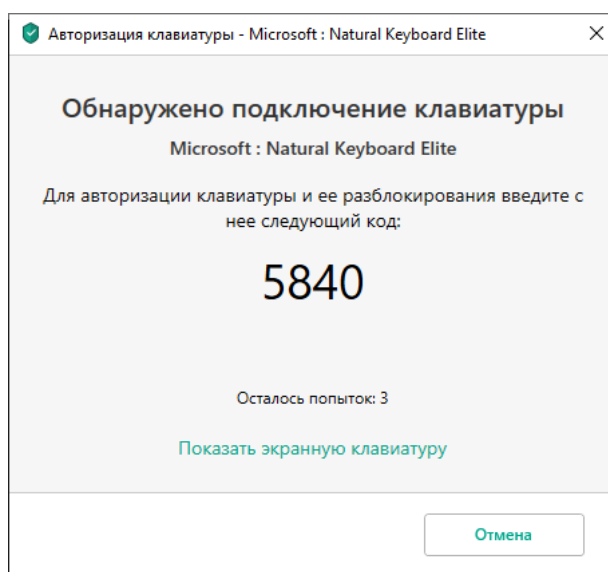 Авторизация клавиатуры - Microsoft : Natural Keyboard Elite
Обнаружено подключение клавиатуры
Microsoft : Natural Keyboard Elite
Для авторизации клавиатуры и ее разблокирования введите с
нее следующий код:
5840
Осталось попыток: 3
Показать экранную клавиатуру
Отмена